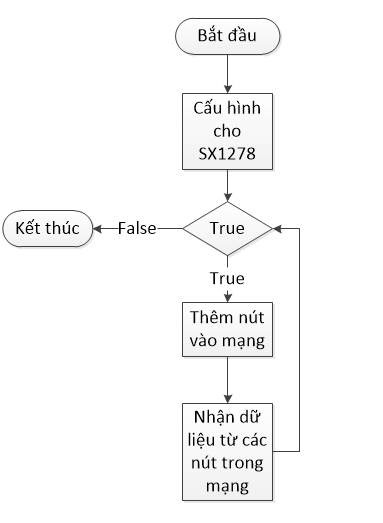 Bắt đầu
Cấu hình
cho
SX1278
Kết thúc
False
True
True
Thêm nút
vào mạng
Nhận dữ
liệu từ các
nút trong
mạng